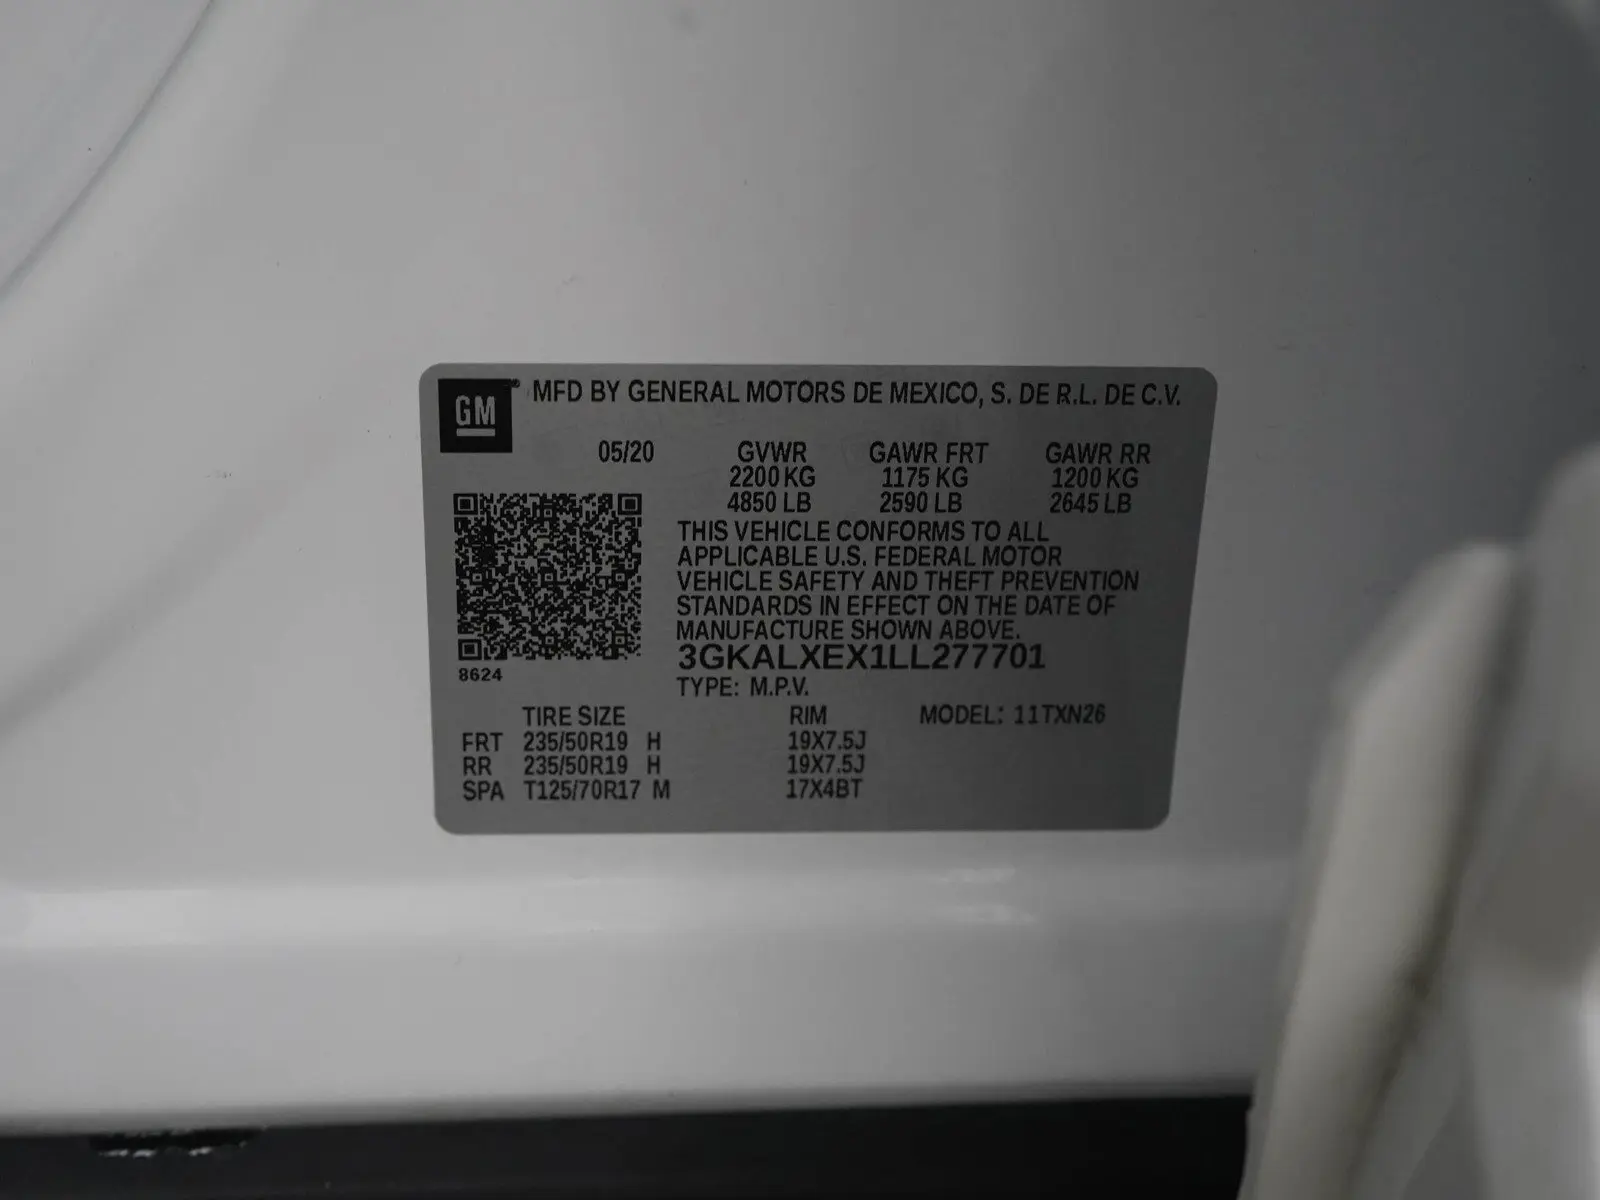 GM
MFD BY GENERAL MOTORS DE MEXICO, S. DE R.L. DE C.V.
05/20 GVWR GAWR FRT GAWR RR
2200 KG 1175 KG 1200 KG
4850 LB 2590 LB 2645 LB
THIS VEHICLE CONFORMS TO ALL
APPLICABLE U.S. FEDERAL MOTOR
VEHICLE SAFETY AND THEFT PREVENTION
STANDARDS IN EFFECT ON THE DATE OF
MANUFACTURE SHOWN ABOVE.
3GKALXEX1LL277701
8624
TYPE: M.P.V.
TIRE SIZE RIM MODEL: 11TXN26
FRT 235/50R19 H 19X7.5J
RR 235/50R19 H 19X7.5J
SPA T125/70R17 M 17X4BT